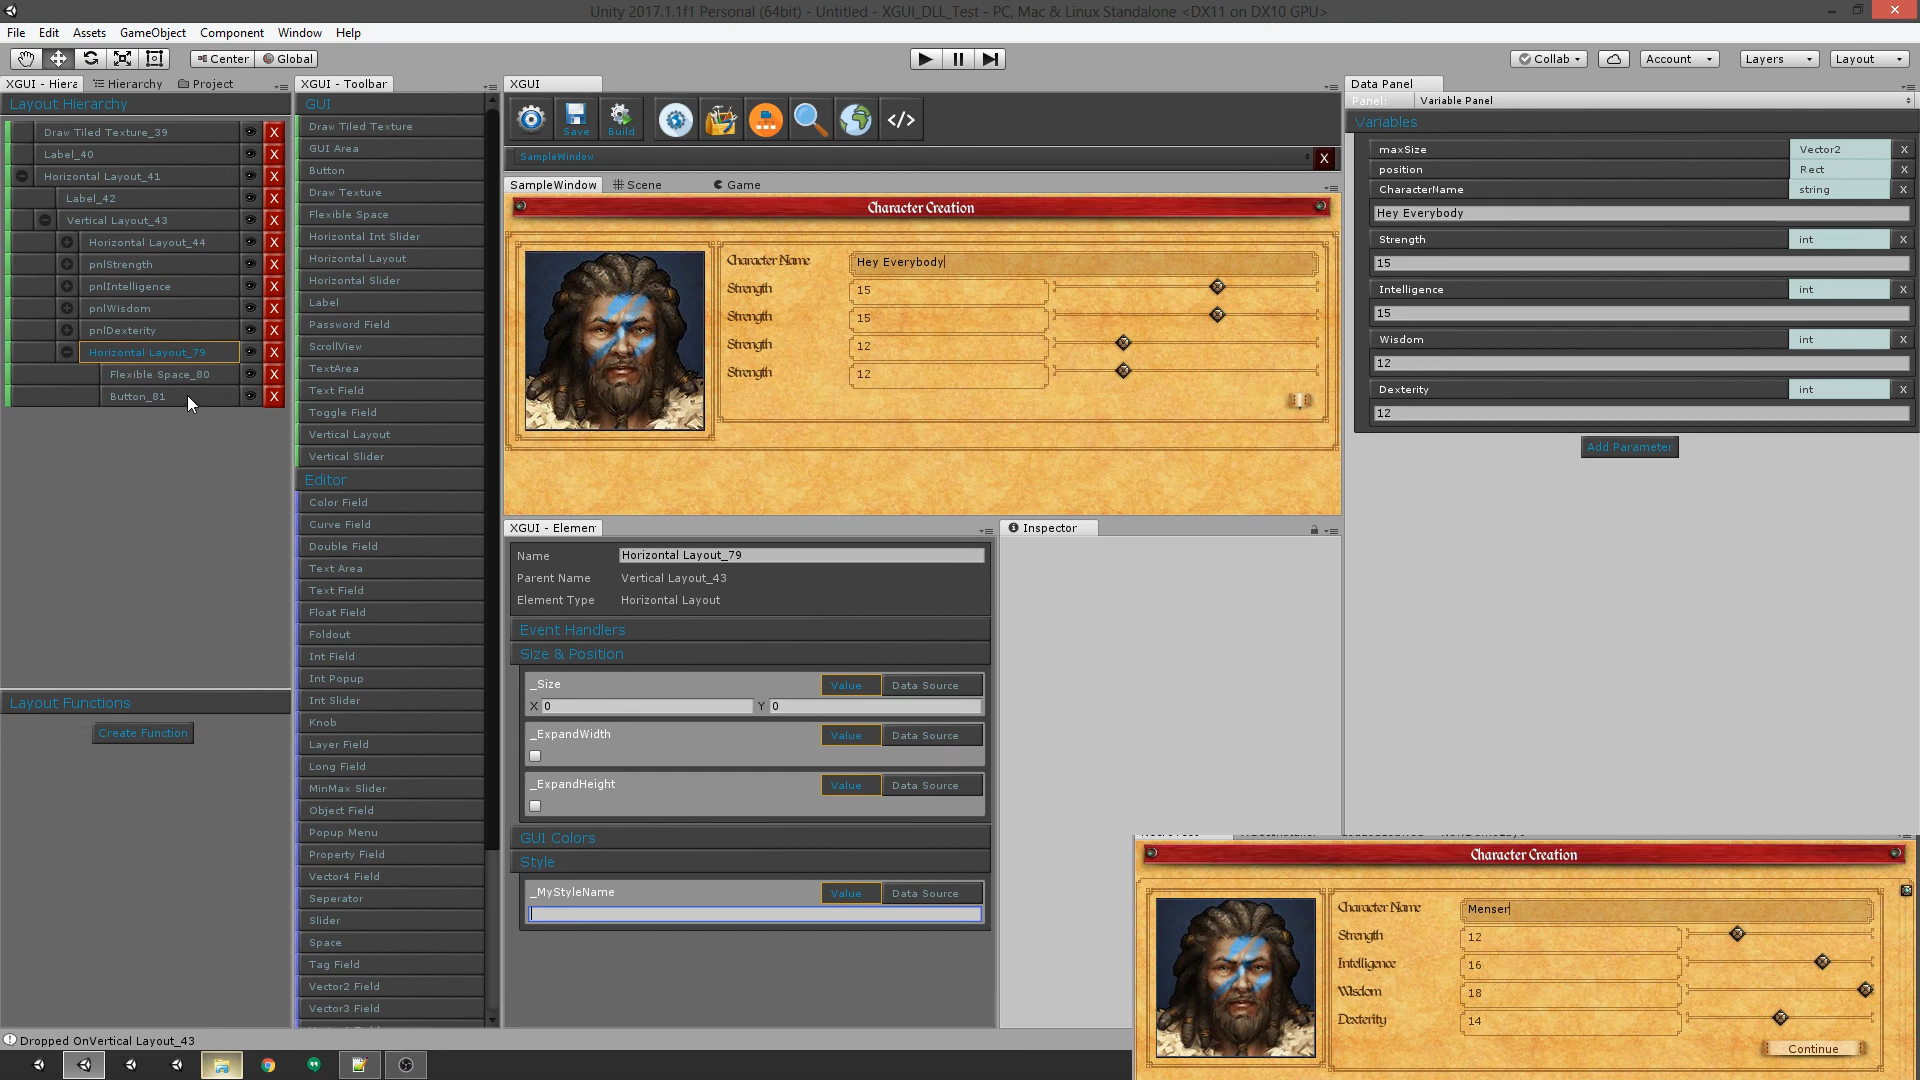 Unity 2017.1.1f1 Personal (64bit) - Untitled - XGUI_DLL_Test - PC, Mac & Linux Standalone <DX11 on DX10 GPU>
File Edit Assets GameObject Component Window Help
Center Global
Collab Account Layers Layout
XGUI - Hiera Hierarchy Project
Layout Hierarchy
Draw Tiled Texture_39 X
Label_40 X
Horizontal Layout_41 X
Label_42 X
Vertical Layout_43 X
Horizontal Layout_44 X
pnlStrength X
pnlIntelligence X
pnlWisdom X
pnlDexterity X
Horizontal Layout_79 X
Flexible Space_80 X
Button_81 X
Layout Functions
Create Function
XGUI - Toolbar
GUI
Draw Tiled Texture
GUI Area
Button
Draw Texture
Flexible Space
Horizontal Int Slider
Horizontal Layout
Horizontal Slider
Label
Password Field
ScrollView
TextArea
Text Field
Toggle Field
Vertical Layout
Vertical Slider
Editor
Color Field
Curve Field
Double Field
Text Area
Text Field
Float Field
Foldout
Int Field
Int Popup
Int Slider
Knob
Layer Field
Long Field
MinMax Slider
Object Field
Popup Menu
Property Field
Vector4 Field
Seperator
Slider
Space
Tag Field
Vector2 Field
Vector3 Field
XGUI
Save Build </>
SampleWindow X
SampleWindow Scene Game
Character Creation
Character Name Hey Everybody
Strength 15
Strength 15
Strength 12
Strength 12
XGUI - Elemen
Name Horizontal Layout_79
Parent Name Vertical Layout_43
Element Type Horizontal Layout
Event Handlers
Size & Position
_Size Value Data Source
X 0 Y 0
_ExpandWidth Value Data Source
_ExpandHeight Value Data Source
GUI Colors
Style
_MyStyleName Value Data Source
Inspector
Data Panel
Panel: Variable Panel
Variables
maxSize Vector2 X
position Rect X
CharacterName string X
Hey Everybody
Strength int X
15
Intelligence int X
15
Wisdom int X
12
Dexterity int X
12
Add Parameter
Character Creation
Character Name Menser
Strength 12
Intelligence 16
Wisdom 18
Dexterity 14
Continue
Dropped OnVertical Layout_43